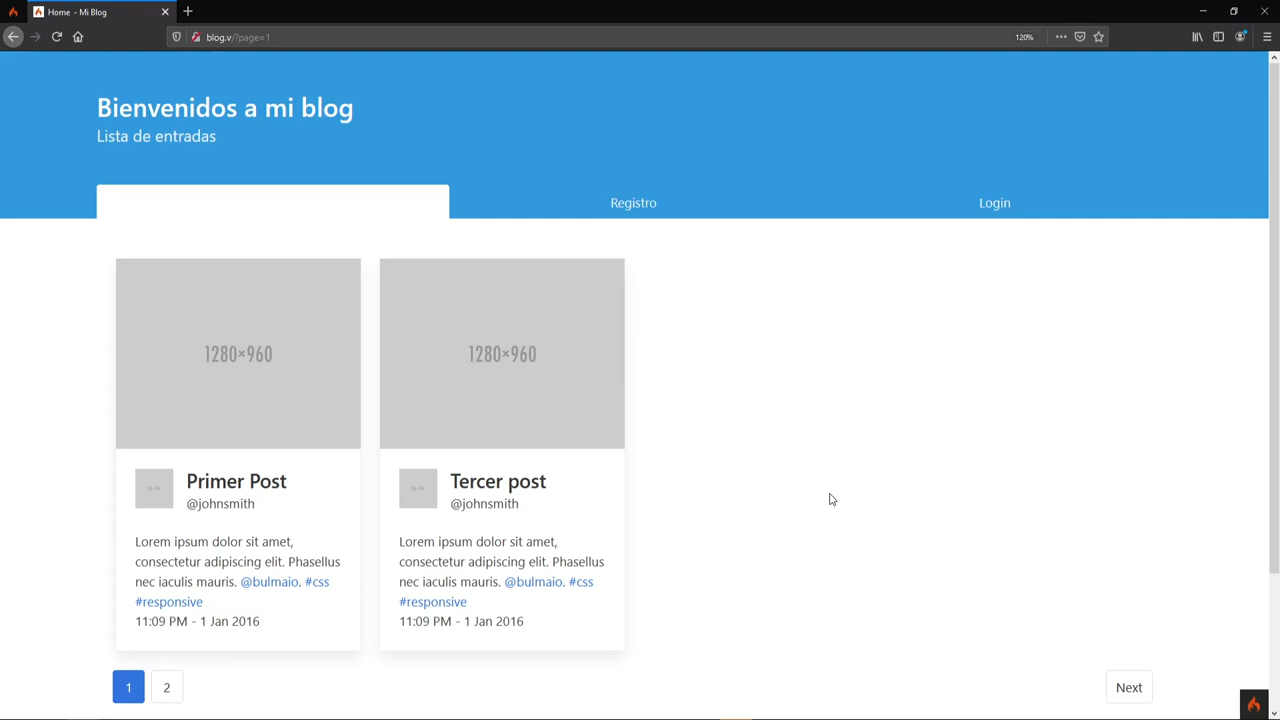 Home - Mi Blog
blog.v/?page=1
120%
Bienvenidos a mi blog
Lista de entradas
Registro
Login
1280×960
1280×960
Primer Post
@johnsmith
Tercer post
@johnsmith
Lorem ipsum dolor sit amet,
consectetur adipiscing elit. Phasellus
nec iaculis mauris. @bulmaio. #css
#responsive
11:09 PM - 1 Jan 2016
Lorem ipsum dolor sit amet,
consectetur adipiscing elit. Phasellus
nec iaculis mauris. @bulmaio. #css
#responsive
11:09 PM - 1 Jan 2016
1
2
Next